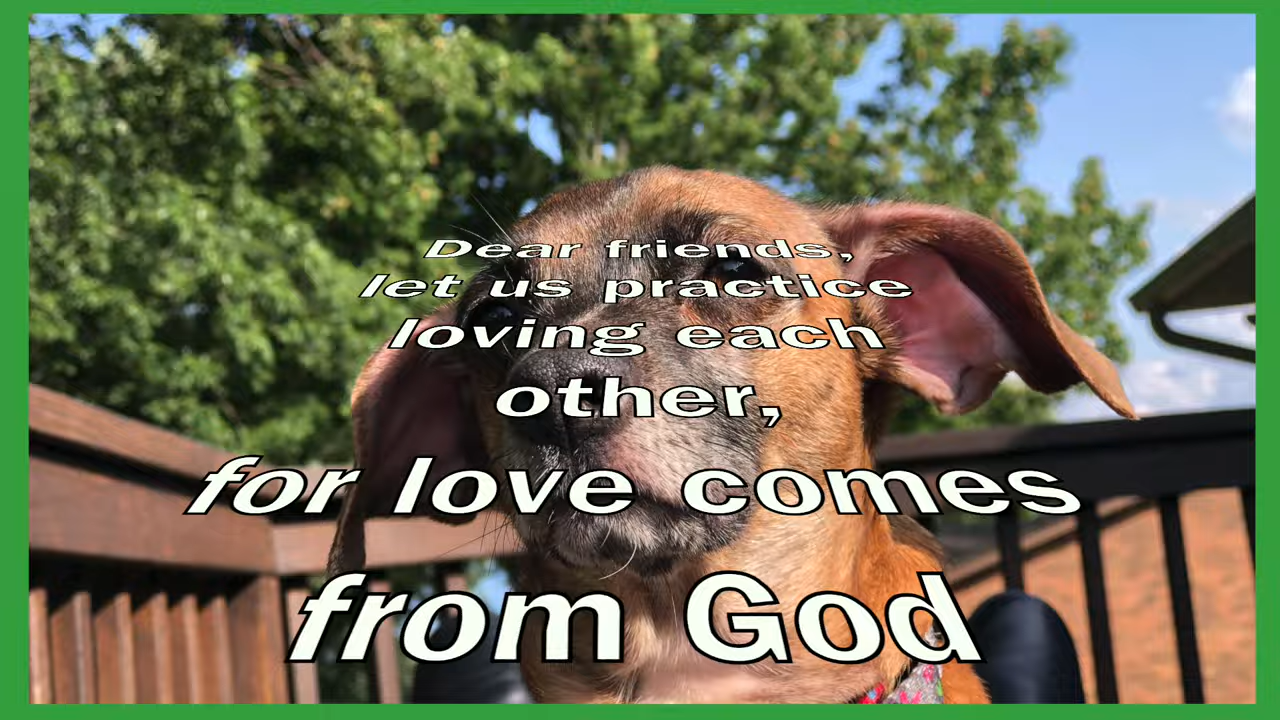 Dear friends,
let us practice
loving each
other,
for love comes
from God